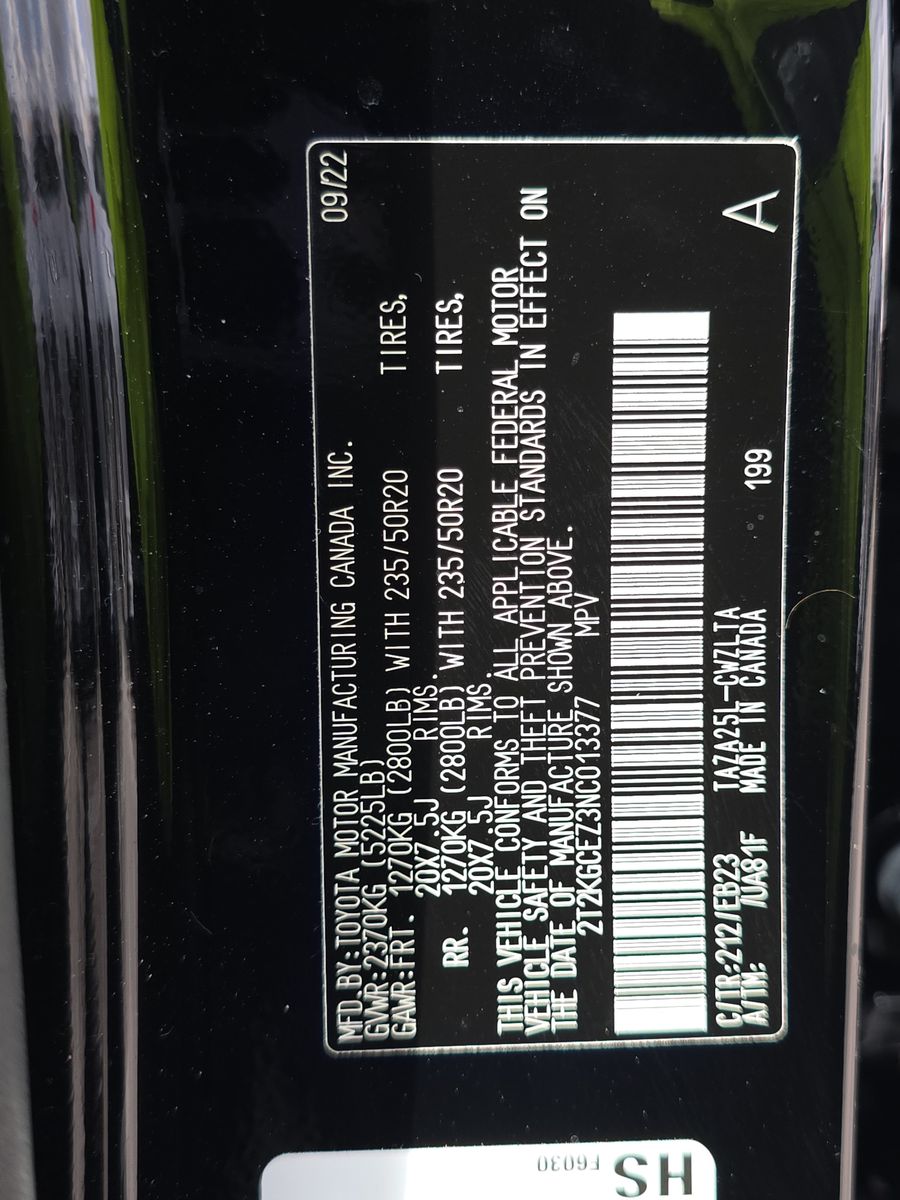 MFD.BY:TOYOTA MOTOR MANUFACTURING CANADA INC. 09/22
GVWR:2370KG (5225LB)
GAWR:FRT. 1270KG (2800LB) WITH 235/50R20 TIRES,
20X7.5J RIMS.
RR. 1270KG (2800LB) WITH 235/50R20 TIRES,
20X7.5J RIMS.
THIS VEHICLE CONFORMS TO ALL APPLICABLE FEDERAL MOTOR
VEHICLE SAFETY AND THEFT PREVENTION STANDARDS IN EFFECT ON
THE DATE OF MANUFACTURE SHOWN ABOVE.
2T2KGCEZ3NC013377 MPV
C/TR:212/EB23 TAZA25L-CWZLTA
A/TM: /UA81F MADE IN CANADA 199 A
HS
F6030